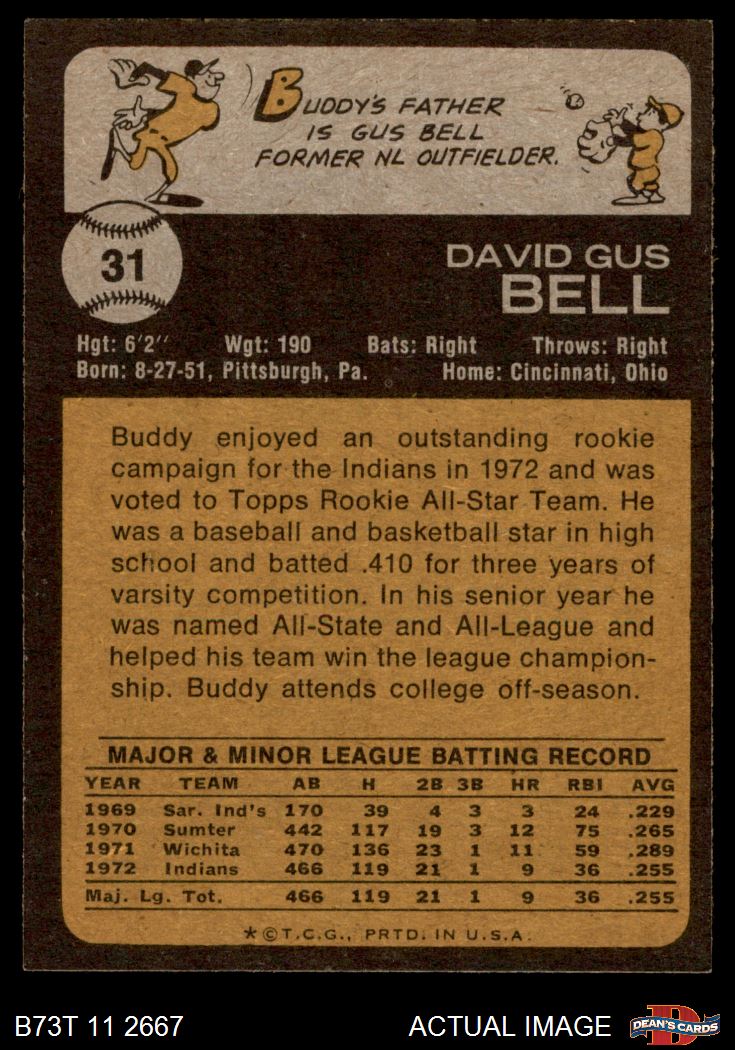 BUDDY'S FATHER
IS GUS BELL
FORMER NL OUTFIELDER.
31
DAVID GUS
BELL
Hgt: 6'2" Wgt: 190 Bats: Right Throws: Right
Born: 8-27-51, Pittsburgh, Pa. Home: Cincinnati, Ohio
Buddy enjoyed an outstanding rookie
campaign for the Indians in 1972 and was
voted to Topps Rookie All-Star Team. He
was a baseball and basketball star in high
school and batted .410 for three years of
varsity competition. In his senior year he
was named All-State and All-League and
helped his team win the league champion-
ship. Buddy attends college off-season.
MAJOR & MINOR LEAGUE BATTING RECORD
YEAR TEAM AB H 2B 3B HR RBI AVG
1969 Sar. Ind's 170 39 4 3 3 24 .229
1970 Sumter 442 117 19 3 12 75 .265
1971 Wichita 470 136 23 1 11 59 .289
1972 Indians 466 119 21 1 9 36 .255
Maj. Lg. Tot. 466 119 21 1 9 36 .255
*©T.C.G., PRTD. IN U.S.A.
B73T 11 2667 ACTUAL IMAGE D DEAN'S CARDS